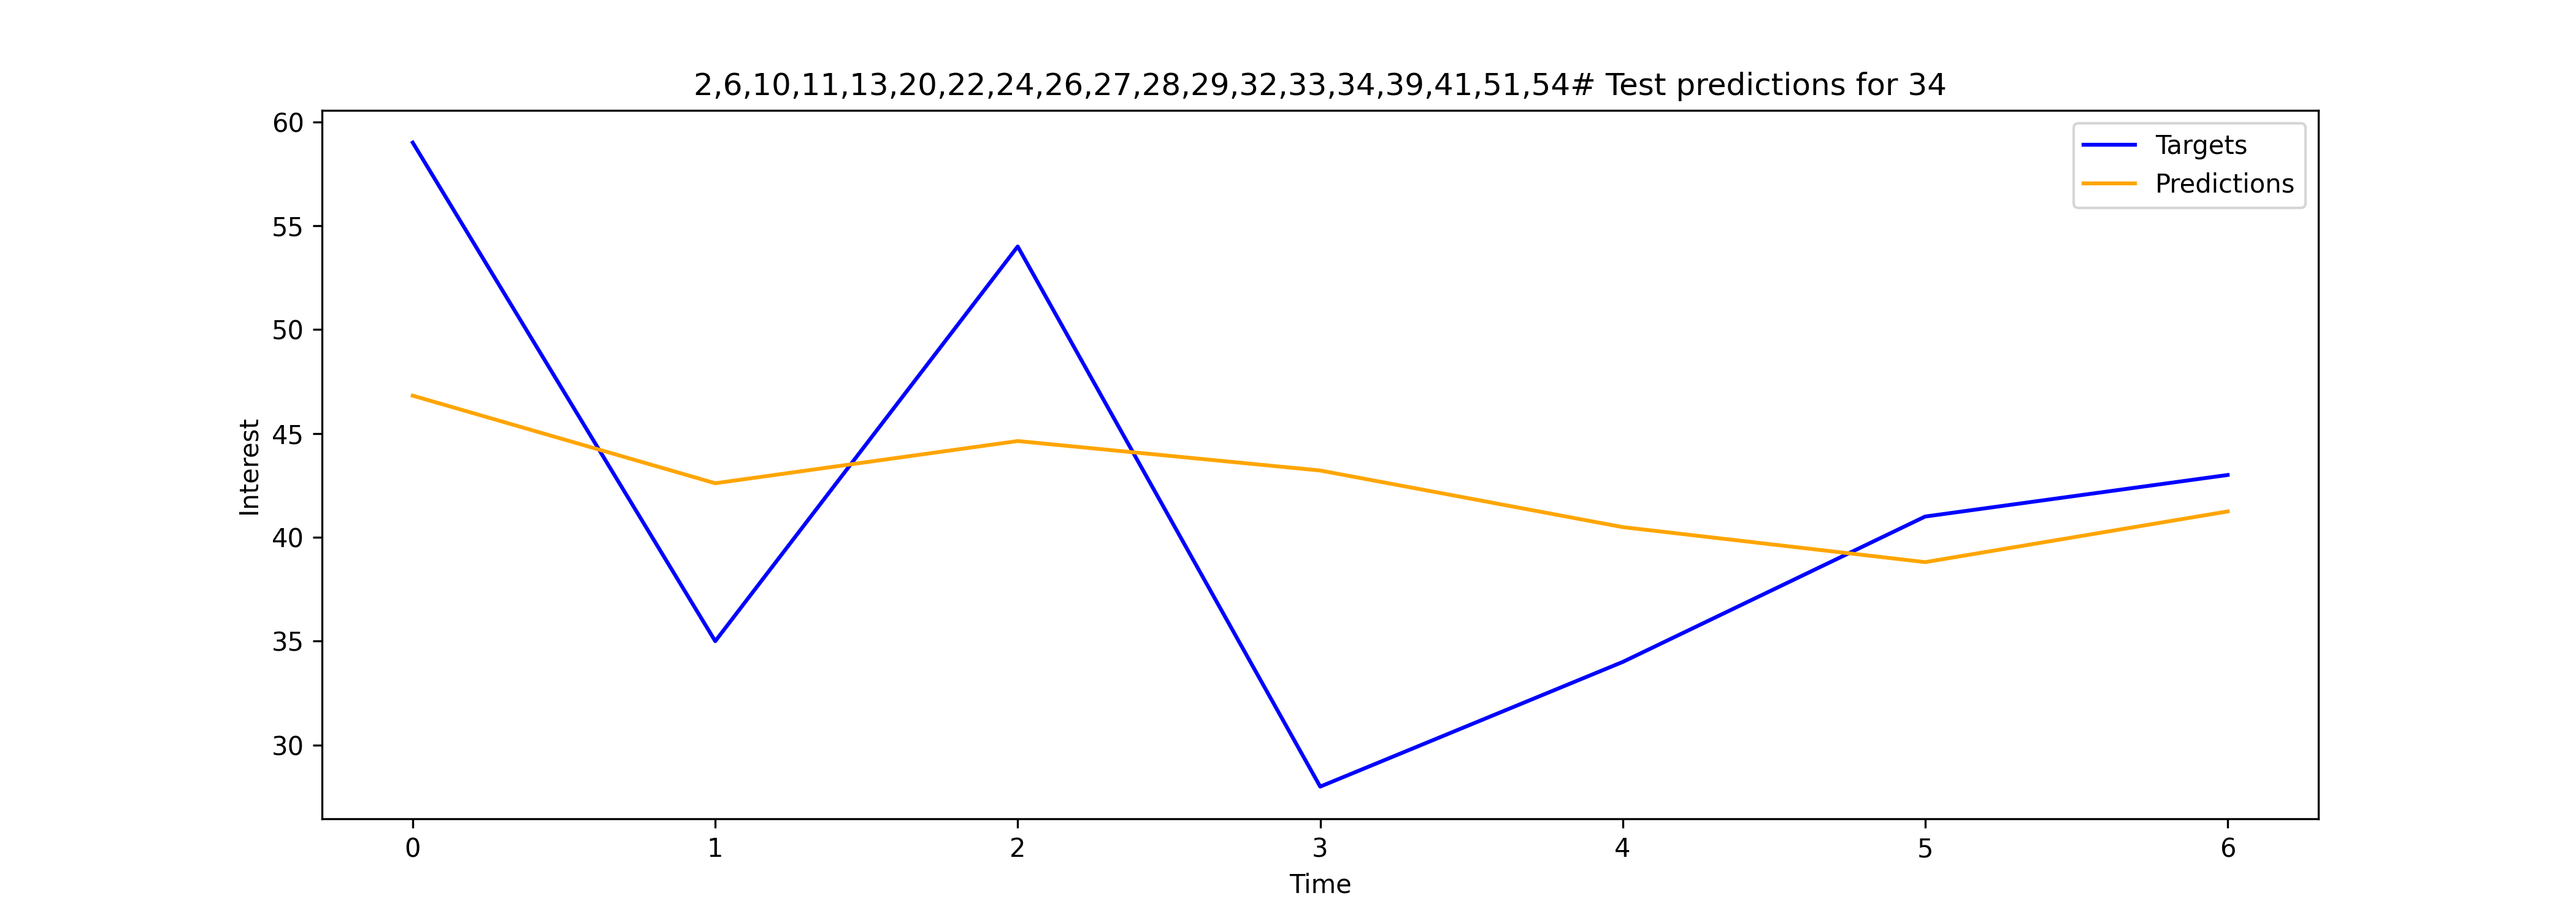 2,6,10,11,13,20,22,24,26,27,28,29,32,33,34,39,41,51,54# Test predictions for 34
Targets
Predictions
60
55
50
45
40
35
30
Interest
0 1 2 3 4 5 6
Time